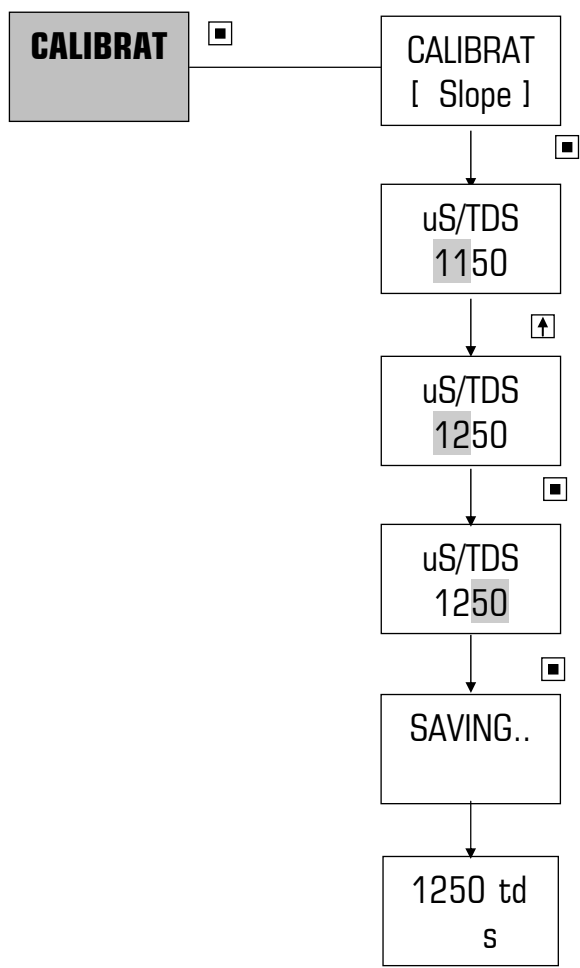 CALIBRAT
CALIBRAT
[ Slope ]
uS/TDS
1150
uS/TDS
1250
uS/TDS
1250
SAVING..
1250 td
s